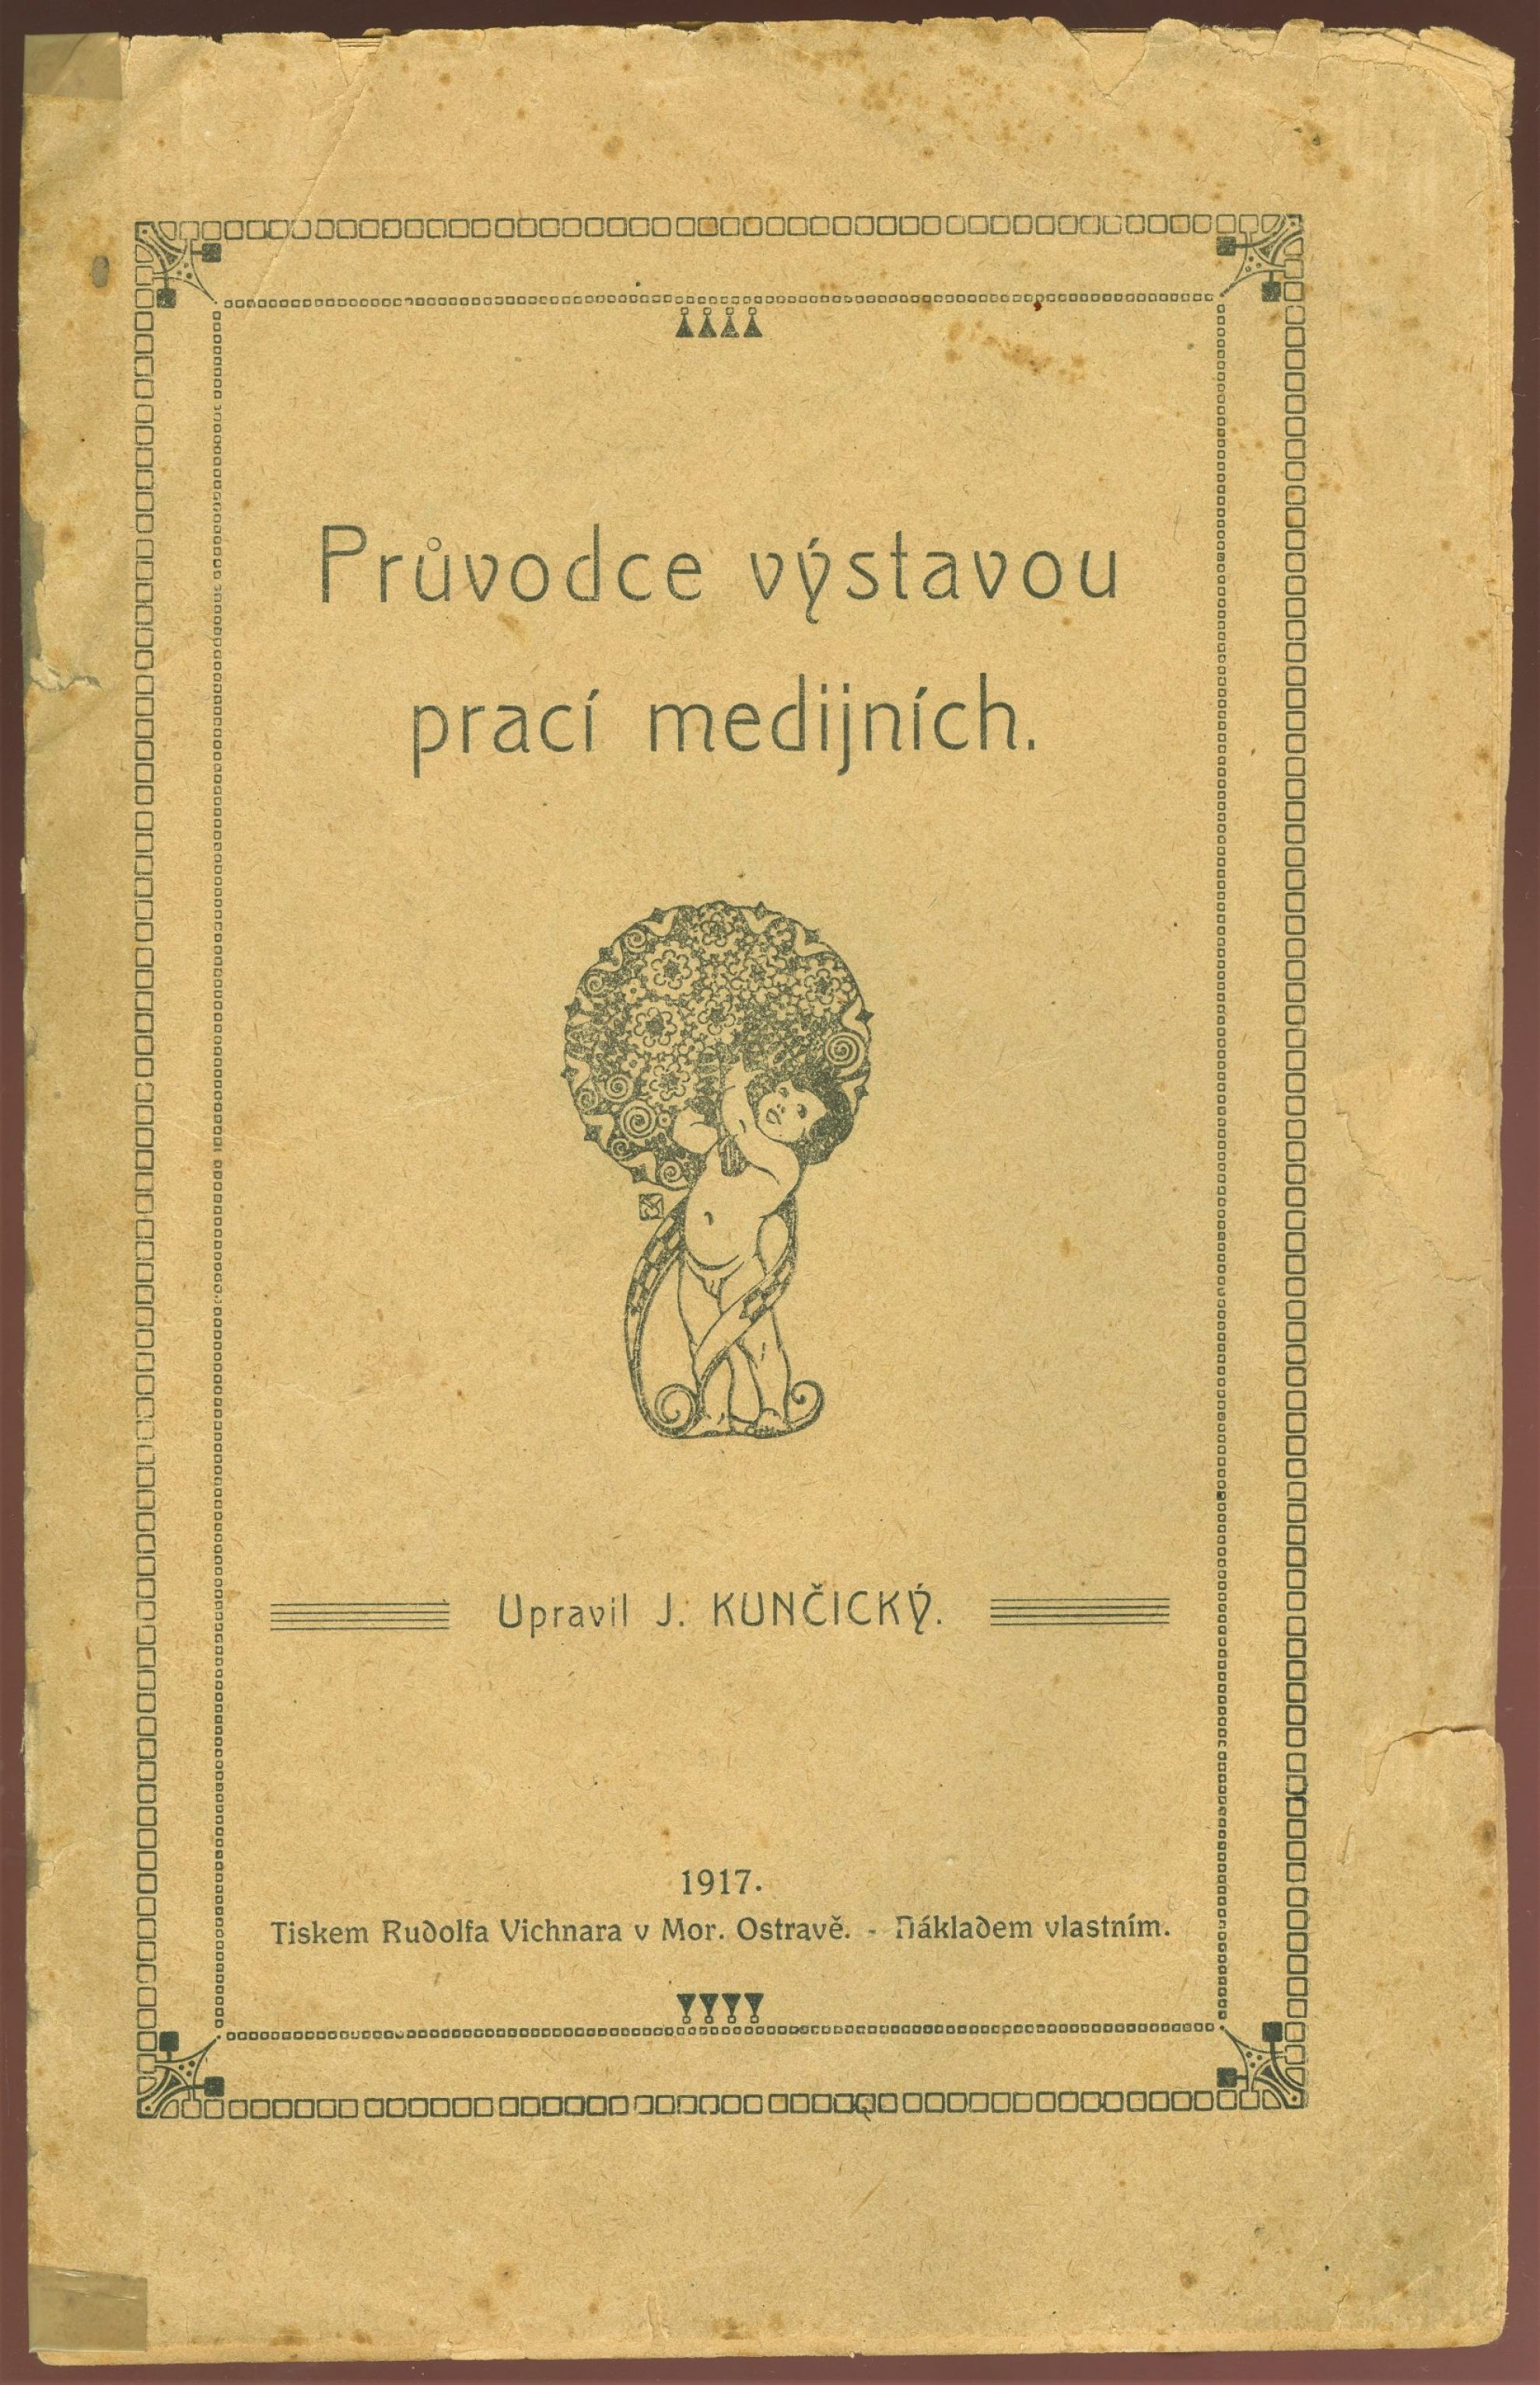 Průvodce výstavou
prací medijních.
Upravil J. KUNČICKÝ.
1917.
Tiskem Rudolfa Vichnara v Mor. Ostravě. - Nákladem vlastním.